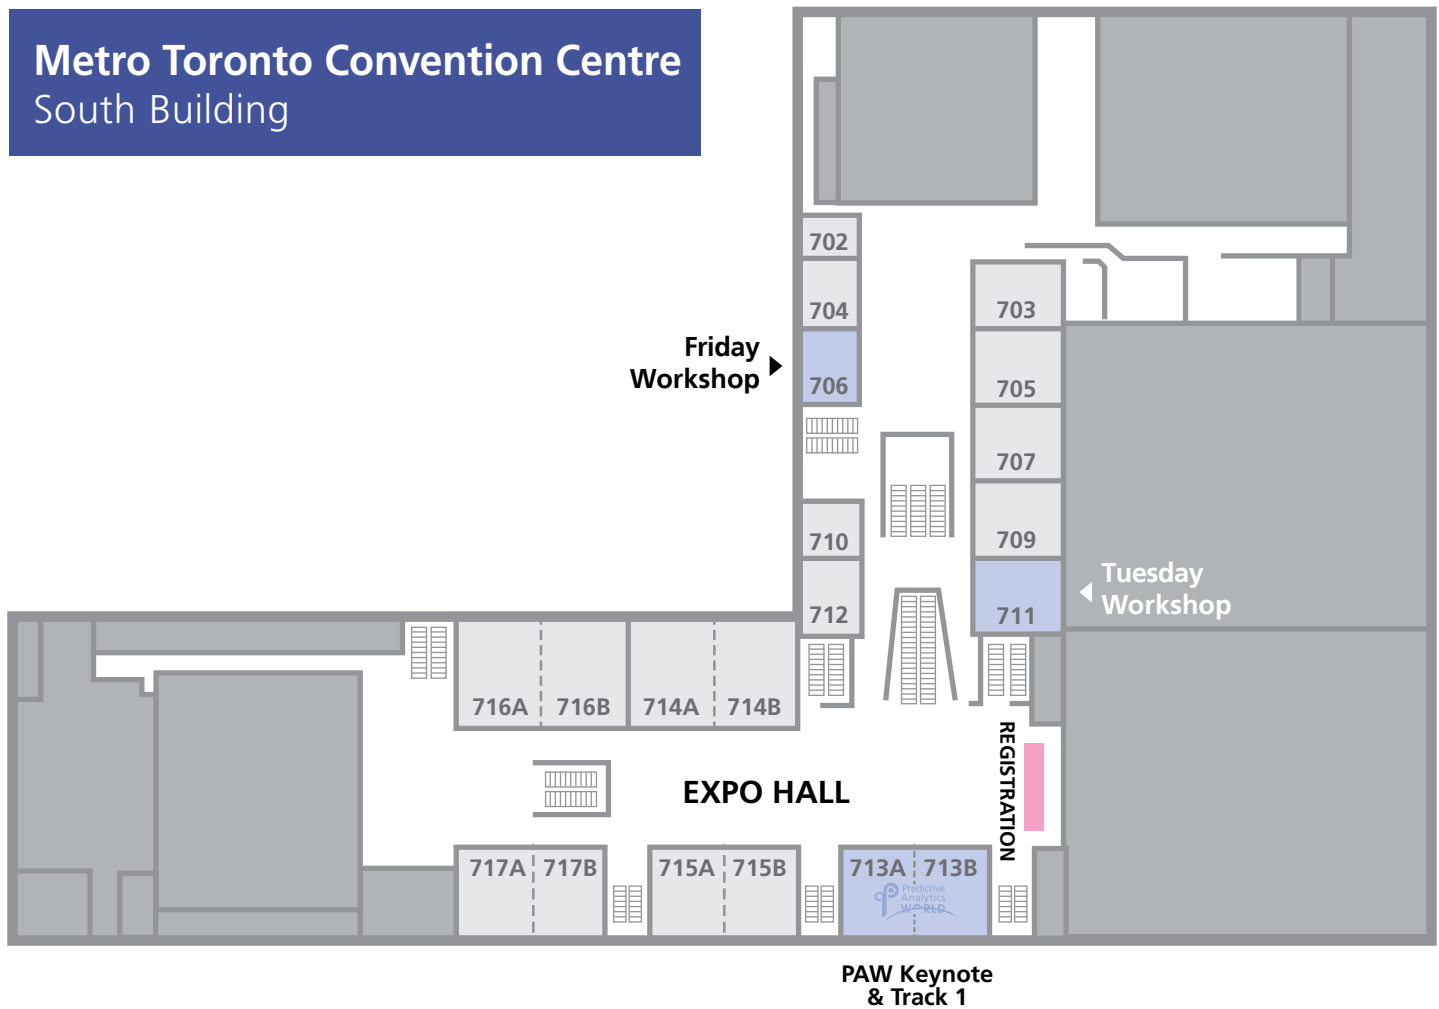 Metro Toronto Convention Centre
South Building
702
704
703
Friday
Workshop
706
705
707
710
709
Tuesday
Workshop
712
711
716A
716B
714A
714B
REGISTRATION
EXPO HALL
717A
717B
715A
715B
713A
713B
Predictive
Analytics
WORLD
PAW Keynote
& Track 1